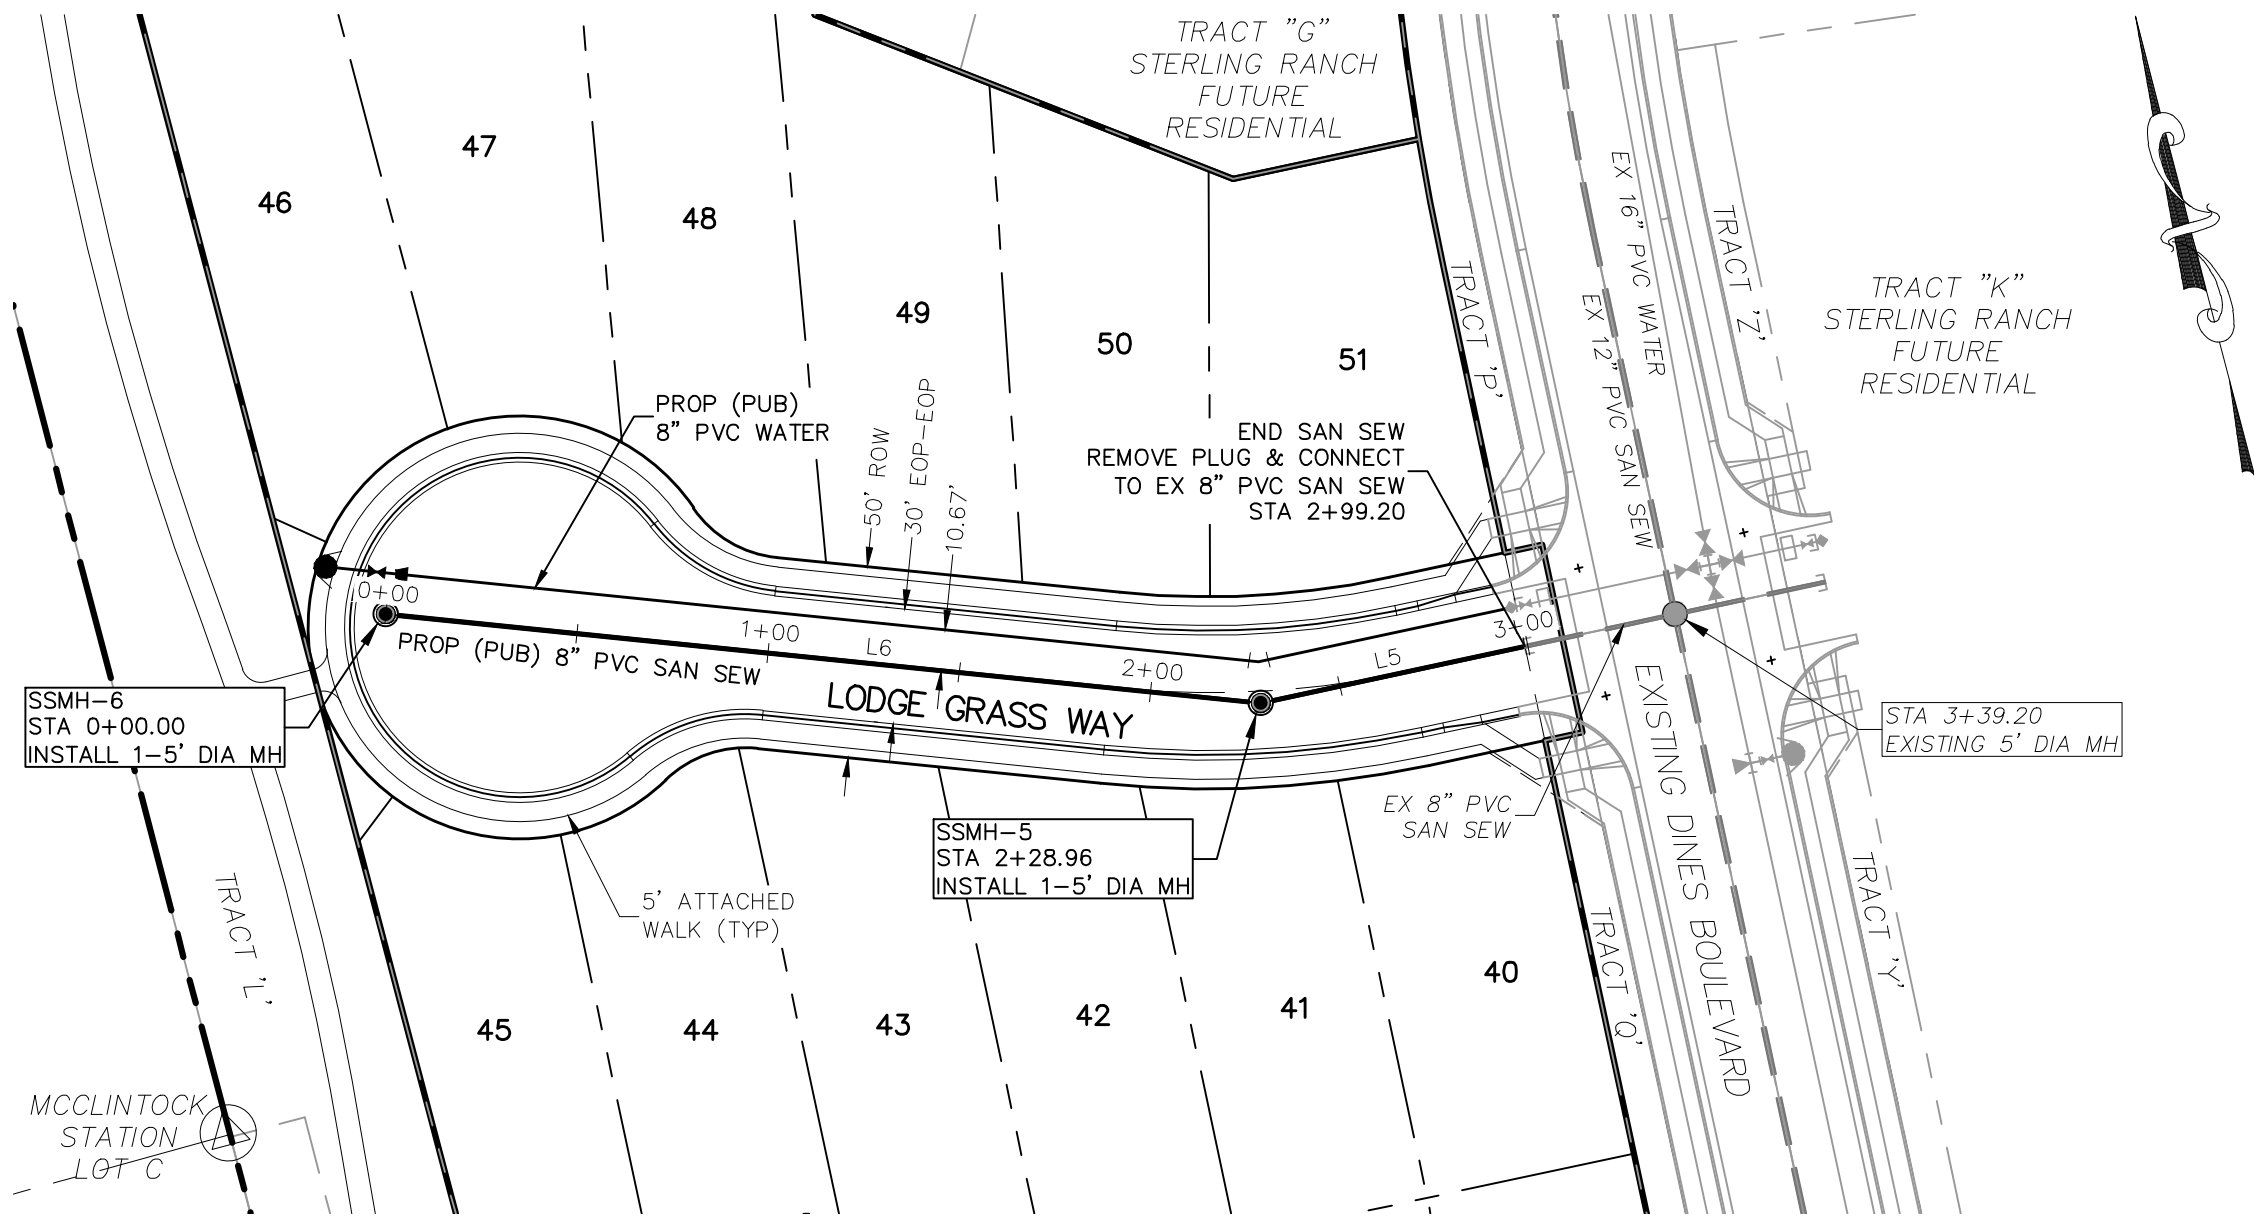 TRACT "G"
STERLING RANCH
FUTURE
RESIDENTIAL
46
47
48
49
50
51
EX 16" PVC WATER
EX 12" PVC SAN SEW
TRACT 'P'
TRACT 'Z'
TRACT "K"
STERLING RANCH
FUTURE
RESIDENTIAL
PROP (PUB)
8" PVC WATER
50' ROW
30' EOP-EOP
10.67'
END SAN SEW
REMOVE PLUG & CONNECT
TO EX 8" PVC SAN SEW
STA 2+99.20
0+00
1+00
L6
2+00
L5
3+00
PROP (PUB) 8" PVC SAN SEW
LODGE GRASS WAY
SSMH-6
STA 0+00.00
INSTALL 1-5' DIA MH
SSMH-5
STA 2+28.96
INSTALL 1-5' DIA MH
EX 8" PVC
SAN SEW
STA 3+39.20
EXISTING 5' DIA MH
EXISTING DINES BOULEVARD
5' ATTACHED
WALK (TYP)
TRACT 'L'
TRACT 'Q'
TRACT 'Y'
45
44
43
42
41
40
MCCLINTOCK
STATION
LOT C